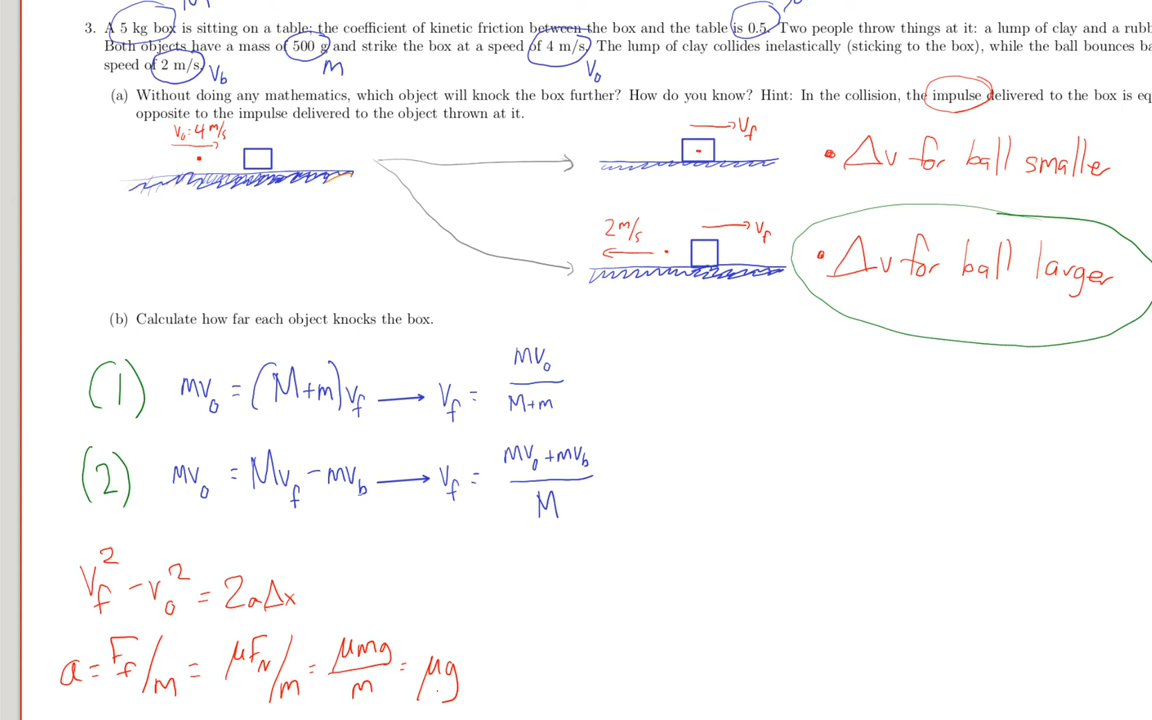 3. A 5 kg box is sitting on a table; the coefficient of kinetic friction between the box and the table is 0.5. Two people throw things at it: a lump of clay and a
Both objects have a mass of 500 g and strike the box at a speed of 4 m/s. The lump of clay collides inelastically (sticking to the box), while the ball bounces
speed of 2 m/s.
V_b
m
V_0
(a) Without doing any mathematics, which object will knock the box further? How do you know? Hint: In the collision, the impulse delivered to the box is
opposite to the impulse delivered to the object thrown at it.
V_0 : 4 m/s
V_f
• Δv for ball smaller
2 m/s
V_f
• Δv for ball larger
(b) Calculate how far each object knocks the box.
(1) mv_0 = (M+m)v_f → V_f = mv_0 / M+m
(2) mv_0 = Mv_f - mv_b → V_f = mv_0 + mv_b / M
V_f^2 - v_0^2 = 2aΔx
a = F_f/m = μF_N/m = μmg/m = μg